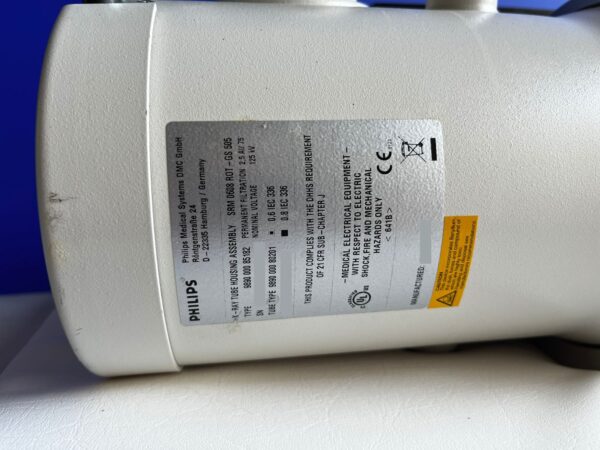 PHILIPS
Philips Medical Systems DMC GmbH
Röntgenstraße 24
D - 22335 Hamburg / Germany
X - RAY TUBE HOUSING ASSEMBLY SRM 0608 ROT - GS 505
TYPE 9890 000 85182 PERMANENT FILTRATION 2,5 Al/ 75
NOMINAL VOLTAGE 125 kV
SN
TUBE TYPE 9890 000 80201 0.6 IEC 336
0.8 IEC 336
THIS PRODUCT COMPLIES WITH THE DHHS REQUIREMENT
OF 21 CFR SUB - CHAPTER J
- MEDICAL ELECTRICAL EQUIPMENT -
WITH RESPECT TO ELECTRIC
SHOCK,FIRE AND MECHANICAL
HAZARDS ONLY
< 641B >
CE
UL
MANUFACTURED: